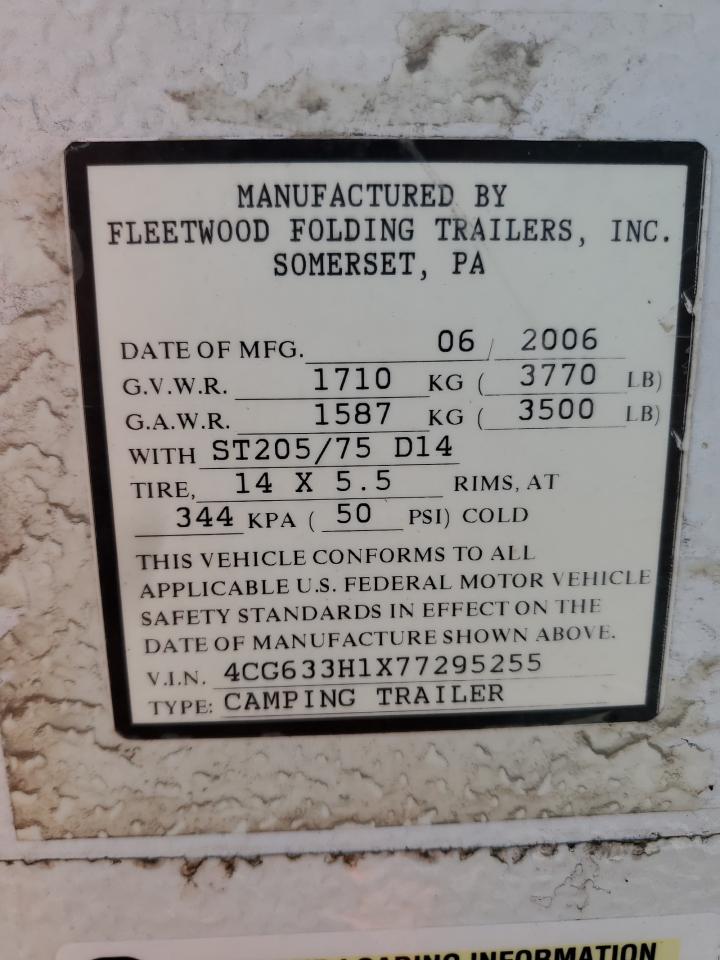 MANUFACTURED BY
FLEETWOOD FOLDING TRAILERS, INC.
SOMERSET, PA
DATE OF MFG. 06 / 2006
G.V.W.R. 1710 KG ( 3770 LB)
G.A.W.R. 1587 KG ( 3500 LB)
WITH ST205/75 D14
TIRE, 14 X 5.5 RIMS, AT
344 KPA ( 50 PSI) COLD
THIS VEHICLE CONFORMS TO ALL
APPLICABLE U.S. FEDERAL MOTOR VEHICLE
SAFETY STANDARDS IN EFFECT ON THE
DATE OF MANUFACTURE SHOWN ABOVE.
V.I.N. 4CG633H1X77295255
TYPE: CAMPING TRAILER
LOADING INFORMATION